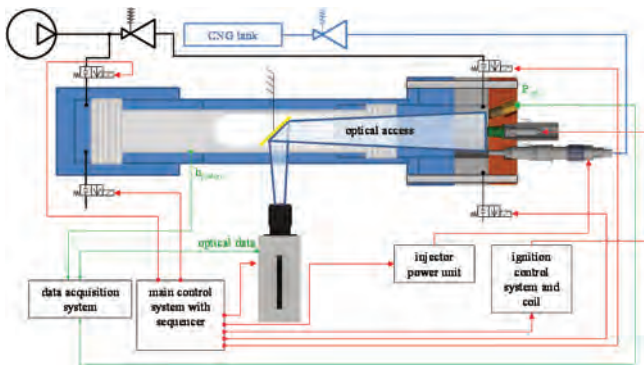 CNG tank
optical access
optical data
injector
power unit
ignition
control
system and
coil
data acquisition
system
main control
system with
sequencer